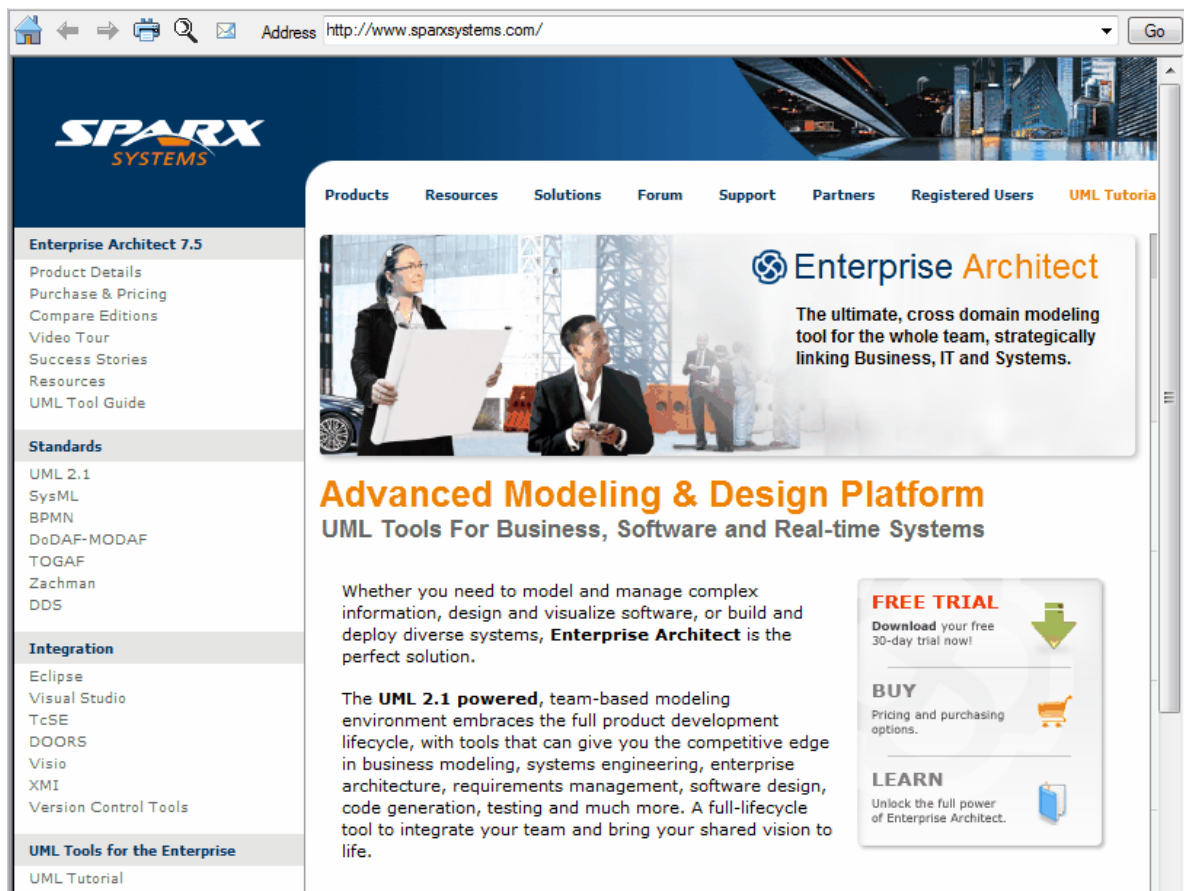 Address http://www.sparxsystems.com/ Go
SPARX
SYSTEMS
Products Resources Solutions Forum Support Partners Registered Users UML Tutoria
Enterprise Architect 7.5
Product Details
Purchase & Pricing
Compare Editions
Video Tour
Success Stories
Resources
UML Tool Guide
Standards
UML 2.1
SysML
BPMN
DoDAF-MODAF
TOGAF
Zachman
DDS
Integration
Eclipse
Visual Studio
TcSE
DOORS
Visio
XMI
Version Control Tools
UML Tools for the Enterprise
UML Tutorial
Enterprise Architect
The ultimate, cross domain modeling
tool for the whole team, strategically
linking Business, IT and Systems.
Advanced Modeling & Design Platform
UML Tools For Business, Software and Real-time Systems
Whether you need to model and manage complex
information, design and visualize software, or build and
deploy diverse systems, Enterprise Architect is the
perfect solution.
The UML 2.1 powered, team-based modeling
environment embraces the full product development
lifecycle, with tools that can give you the competitive edge
in business modeling, systems engineering, enterprise
architecture, requirements management, software design,
code generation, testing and much more. A full-lifecycle
tool to integrate your team and bring your shared vision to
life.
FREE TRIAL
Download your free
30-day trial now!
BUY
Pricing and purchasing
options.
LEARN
Unlock the full power
of Enterprise Architect.